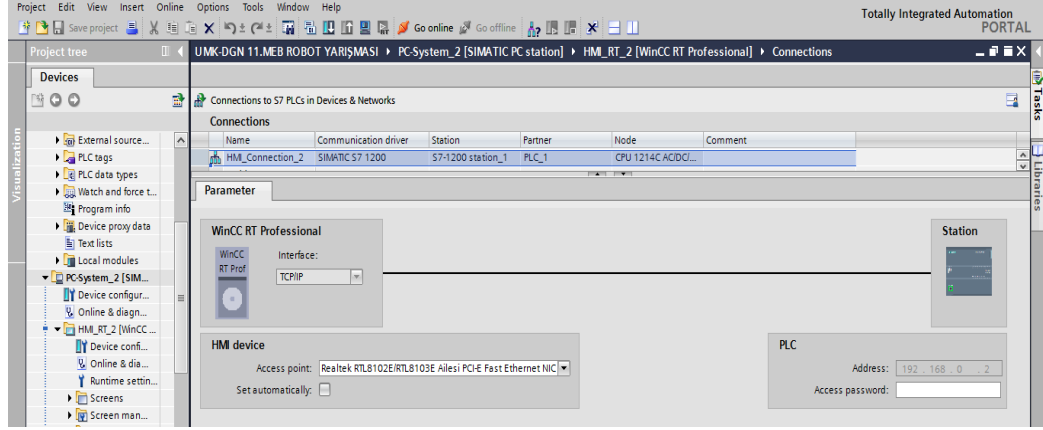 Project Edit View Insert Online Options Tools Window Help
Totally Integrated Automation
PORTAL
Save project Go online Go offline
Project tree
UMK-DGN 11.MEB ROBOT YARIŞMASI PC-System_2 [SIMATIC PC station] HMI_RT_2 [WinCC RT Professional] Connections
Devices
Connections to S7 PLCs in Devices & Networks
Connections
Name Communication driver Station Partner Node Comment
HMI_Connection_2 SIMATIC S7 1200 S7-1200 station_1 PLC_1 CPU 1214C AC/DC/...
External source...
PLC tags
PLC data types
Watch and force t...
Program info
Device proxy data
Text lists
Local modules
PC-System_2 [SIM...
Device configur...
Online & diagn...
HMI_RT_2 [WinCC ...
Device confi...
Online & dia...
Runtime settin...
Screens
Screen man...
Parameter
WinCC RT Professional
WinCC
RT Prof
Interface:
TCP/IP
Station
HMI device
Access point: Realtek RTL8102E/RTL8103E Ailesi PCI-E Fast Ethernet NIC
Set automatically:
PLC
Address: 192 . 168 . 0 . 2
Access password:
Visualization
Tasks
Libraries